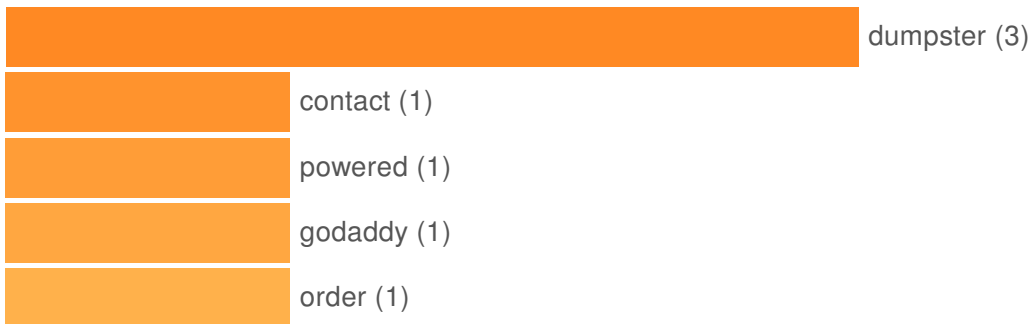 dumpster (3)
contact (1)
powered (1)
godaddy (1)
order (1)